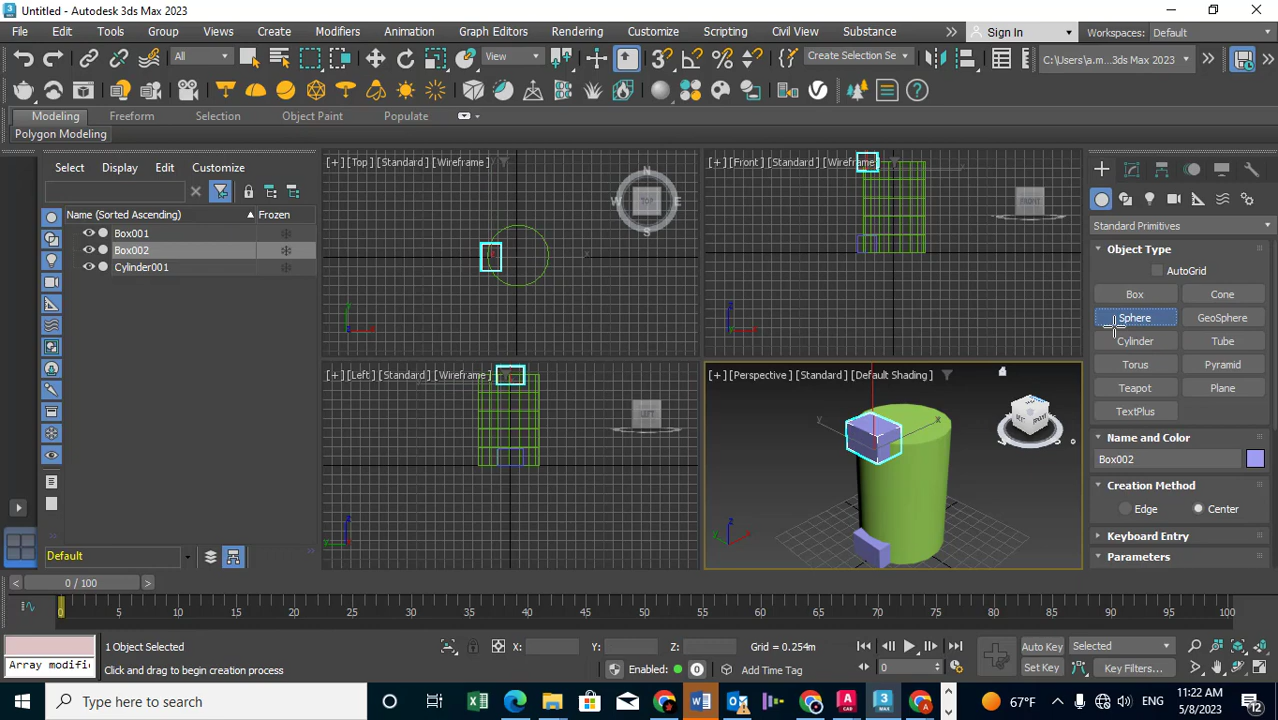 Untitled - Autodesk 3ds Max 2023
File Edit Tools Group Views Create Modifiers Animation Graph Editors Rendering Customize Scripting Civil View Substance Sign In Workspaces: Default
All View Create Selection Se C:\Users\a.m...3ds Max 2023
Modeling Freeform Selection Object Paint Populate
Polygon Modeling
Select Display Edit Customize
Name (Sorted Ascending) Frozen
Box001
Box002
Cylinder001
Default
[+] [Top] [Standard] [Wireframe]
N
W TOP E
S
[+] [Front] [Standard] [Wireframe]
FRONT
[+] [Left] [Standard] [Wireframe]
LEFT
[+] [Perspective] [Standard] [Default Shading]
Standard Primitives
Object Type
AutoGrid
Box Cone
Sphere GeoSphere
Cylinder Tube
Torus Pyramid
Teapot Plane
TextPlus
Name and Color
Box002
Creation Method
Edge Center
Keyboard Entry
Parameters
0 / 100
0 5 10 15 20 25 30 35 40 45 50 55 60 65 70 75 80 85 90 95 100
1 Object Selected X: Y: Z: Grid = 0.254m Auto Key Selected
Array modifi Click and drag to begin creation process Enabled: 0 Add Time Tag 0 Set Key Key Filters...
Type here to search 67°F ENG 11:22 AM
5/8/2023 12